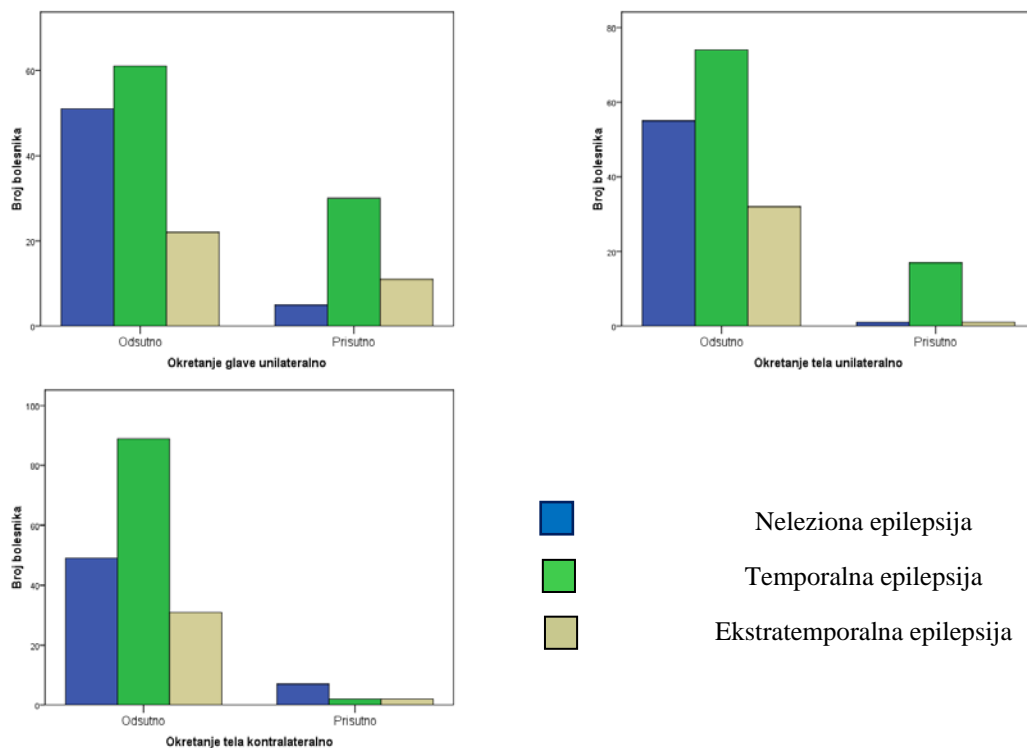 Broj bolesnika
60
40
20
0
Odsutno
Prisutno
Okretanje glave unilateralno
Broj bolesnika
80
60
40
20
0
Odsutno
Prisutno
Okretanje tela unilateralno
Broj bolesnika
100
80
60
40
20
0
Odsutno
Prisutno
Okretanje tela kontralateralno
Neleziona epilepsija
Temporalna epilepsija
Ekstratemporalna epilepsija